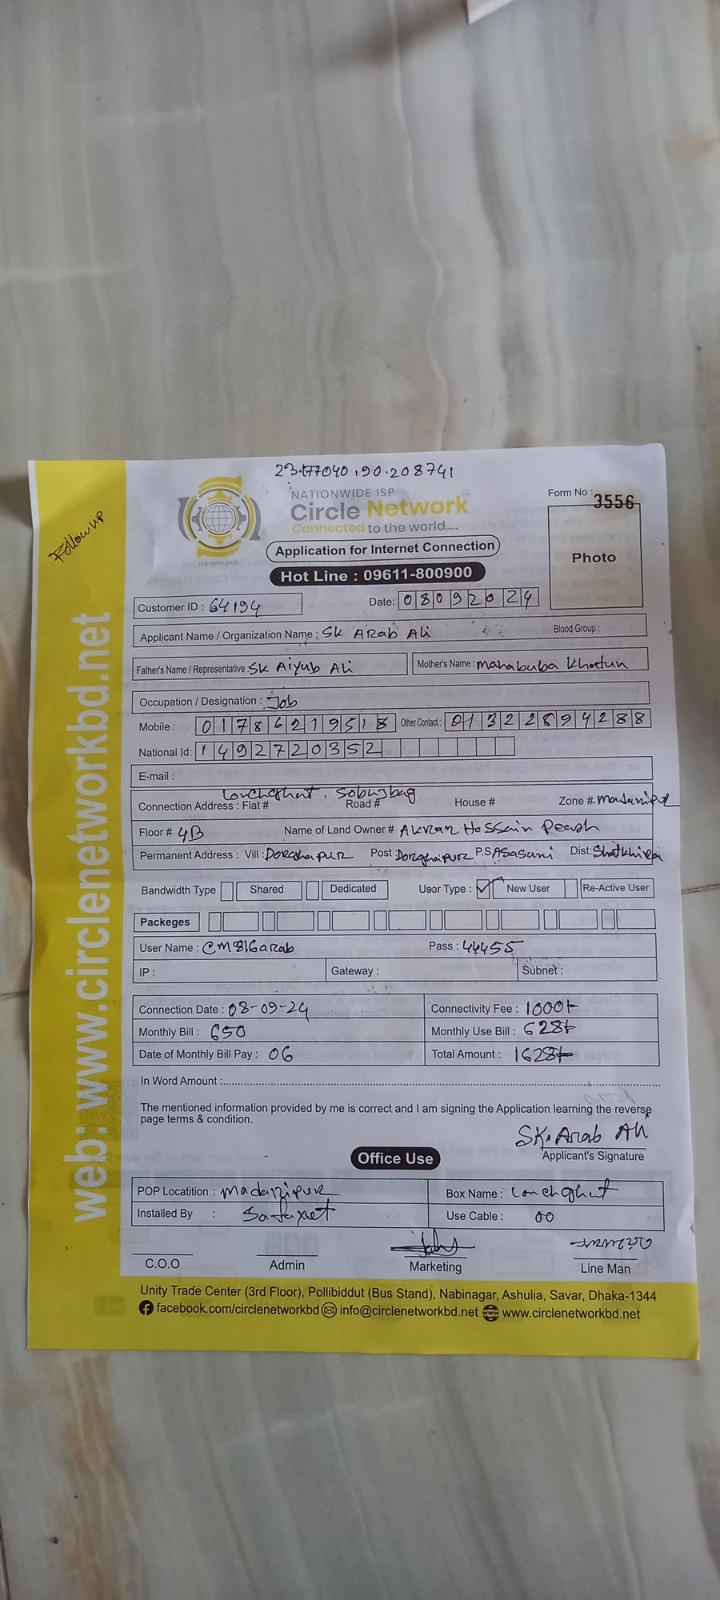 23.177040,90.208741
NATIONWIDE ISP
Circle Network
Connected to the world.....
Form No : 3556
Follow up
Application for Internet Connection
Photo
Hot Line : 09611-800900
Customer ID : 64194 Date: 08092024
Applicant Name / Organization Name : SK Arab Ali Blood Group :
Father's Name / Representative SK Aiyub Ali Mother's Name : Mahabuba Khatun
Occupation / Designation : Job
Mobile : 01786219518 Other Contact : 01322894288
National Id: 1492720352
E-mail :
Lonchghat, Sobujbag
Connection Address : Flat # Road # House # Zone #. Madaripur
Floor # 4B Name of Land Owner # Akram Hossain
Permanent Address : Vill : Dorghapur Post Dorghapur P.S Asasuni Dist: Shatkhira
Bandwidth Type Shared Dedicated User Type : New User Re-Active User
Packeges
User Name : cm816arab Pass : 44455
IP : Gateway : Subnet :
Connection Date : 08-09-24 Connectivity Fee : 1000/-
Monthly Bill : 650 Monthly Use Bill : 628/-
Date of Monthly Bill Pay : 06 Total Amount : 1628/-
In Word Amount :
The mentioned information provided by me is correct and I am signing the Application learning the reverse
page terms & condition.
SK. Arab Ali
Applicant's Signature
Office Use
POP Locatition : Madaripur Box Name : Lonchghat
Installed By : Use Cable : 00
C.O.O Admin Marketing Line Man
Unity Trade Center (3rd Floor), Pollibiddut (Bus Stand), Nabinagar, Ashulia, Savar, Dhaka-1344
facebook.com/circlenetworkbd info@circlenetworkbd.net www.circlenetworkbd.net
web: www.circlenetworkbd.net